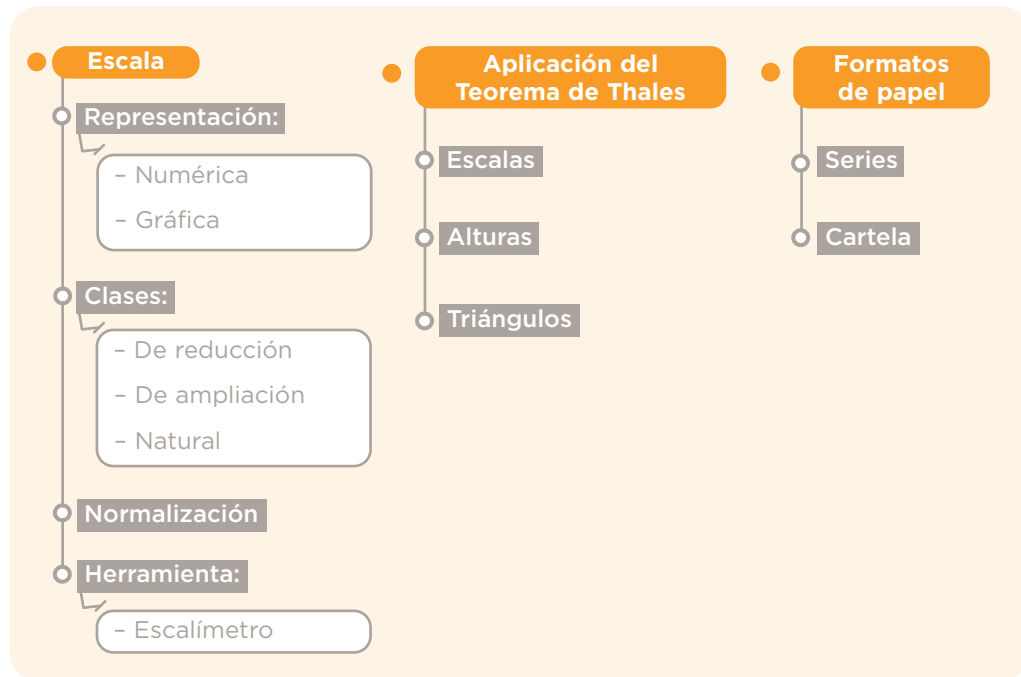 Escala
Representación:
– Numérica
– Gráfica
Clases:
– De reducción
– De ampliación
– Natural
Normalización
Herramienta:
– Escalímetro
Aplicación del
Teorema de Thales
Escalas
Alturas
Triángulos
Formatos
de papel
Series
Cartela